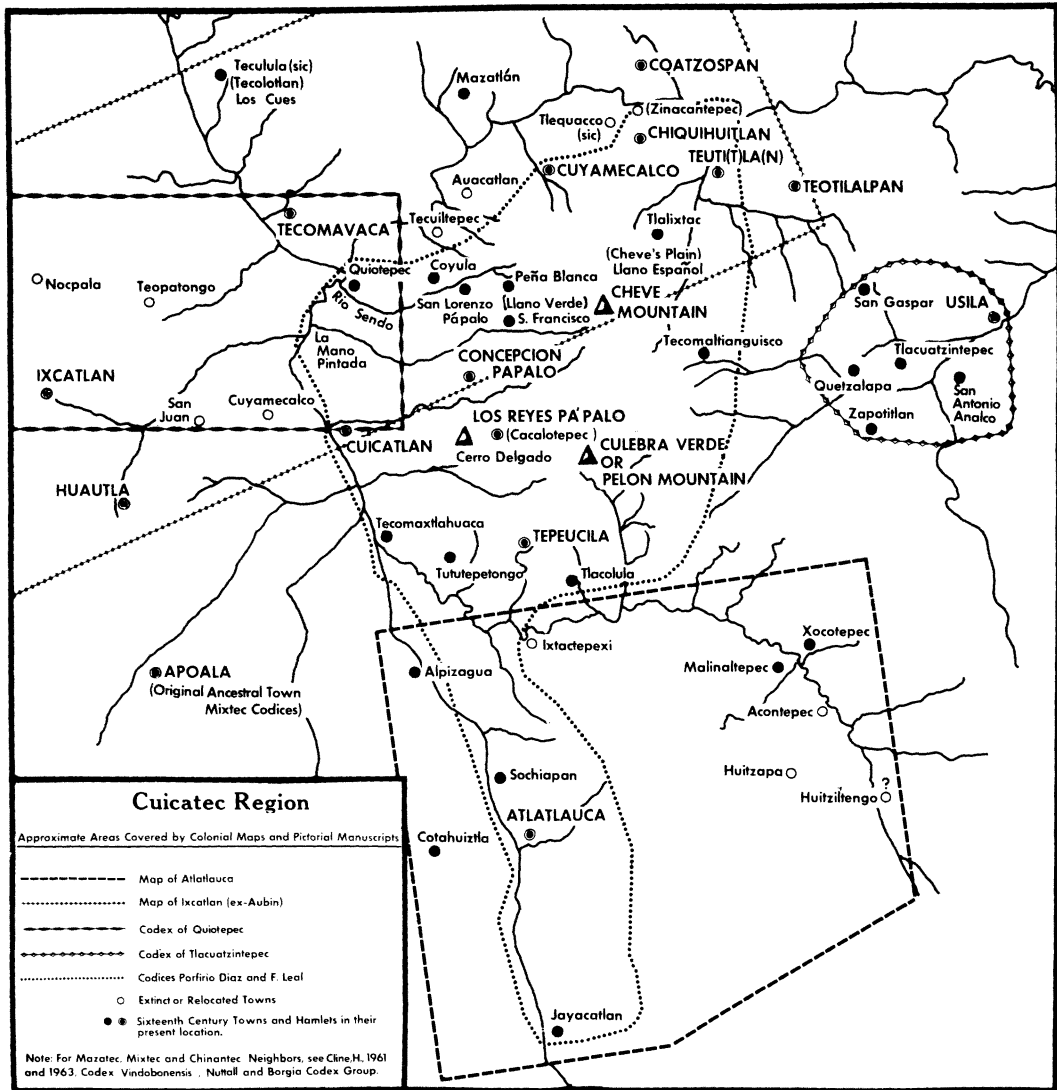 Teculula (sic)
(Tecolotlan)
Los Cues
Mazatlán
COATZOSPAN
Tlequacco
(sic)
(Zinacantepec)
CHIQUIHUITLAN
TEUTI(T)LA(N)
CUYAMECALCO
TEOTILALPAN
Auacatlan
TECOMAVACA
Tecuiltepec
Tlalixtac
(Cheve's Plain)
Llano Español
Nocpala
Teopatongo
Quiotepec
Coyula
Peña Blanca
San Lorenzo
Pápalo
(Llano Verde)
S. Francisco
CHEVE
MOUNTAIN
San Gaspar
USILA
Rio Sendo
La
Mano
Pintada
Tecomaltianguisco
Tlacuatzintepec
CONCEPCION
PAPALO
IXCATLAN
San
Juan
Cuyamecalco
Quetzalapa
San
Antonio
Analco
Zapotitlan
CUICATLAN
LOS REYES PÁPALO
(Cacalotepec)
Cerro Delgado
CULEBRA VERDE
OR
PELON MOUNTAIN
HUAUTLA
Tecomaxtlahuaca
TEPEUCILA
Tututepetongo
Tlacolula
Ixtactepexi
Xocotepec
APOALA
(Original Ancestral Town
Mixtec Codices)
Alpizagua
Malinaltepec
Acontepec
Sochiapan
Huitzapa
?
Huitziltengo
ATLATLAUCA
Cotahuiztla
Jayacatlan
Cuicatec Region
Approximate Areas Covered by Colonial Maps and Pictorial Manuscripts
Map of Atlatlauca
Map of Ixcatlan (ex-Aubin)
Codex of Quiotepec
Codex of Tlacuatzintepec
Codices Porfirio Diaz and F. Leal
Extinct or Relocated Towns
Sixteenth Century Towns and Hamlets in their
present location.
Note: For Mazatec, Mixtec and Chinantec Neighbors, see Cline, H., 1961
and 1963, Codex Vindobonensis, Nuttall and Borgia Codex Group.